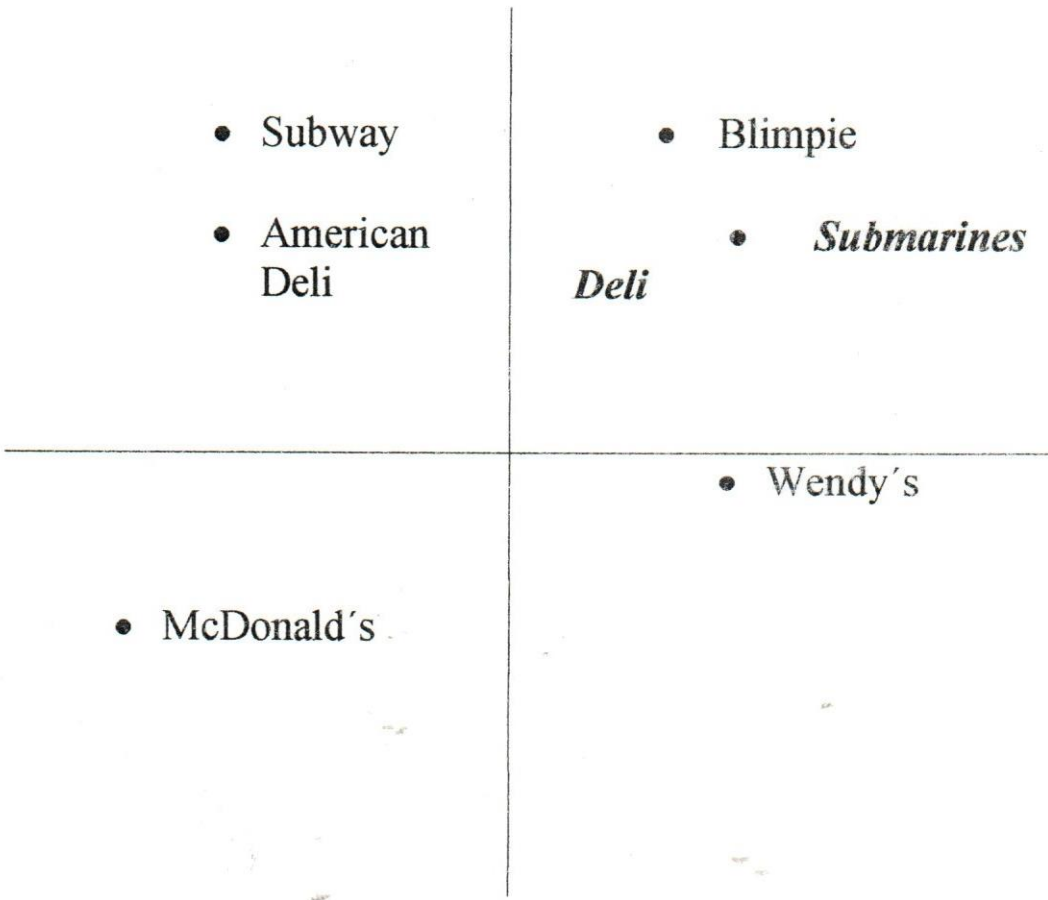 • Subway
• Blimpie
• American
Deli
• Submarines
Deli
• Wendy´s
• McDonald´s